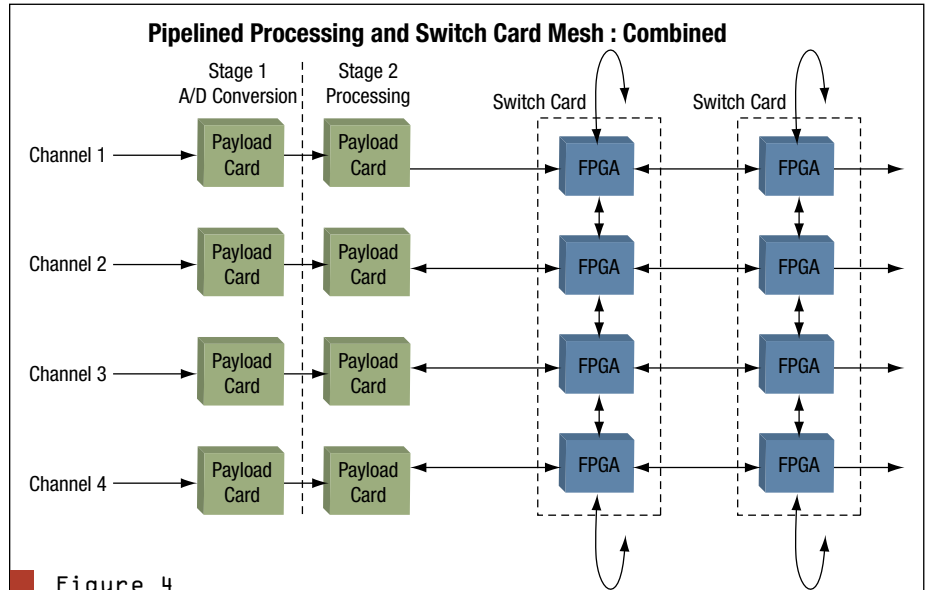 Pipelined Processing and Switch Card Mesh : Combined
Stage 1
A/D Conversion
Stage 2
Processing
Switch Card
Switch Card
Channel 1
Payload
Card
Payload
Card
FPGA
FPGA
Channel 2
Payload
Card
Payload
Card
FPGA
FPGA
Channel 3
Payload
Card
Payload
Card
FPGA
FPGA
Channel 4
Payload
Card
Payload
Card
FPGA
FPGA
Figure 4